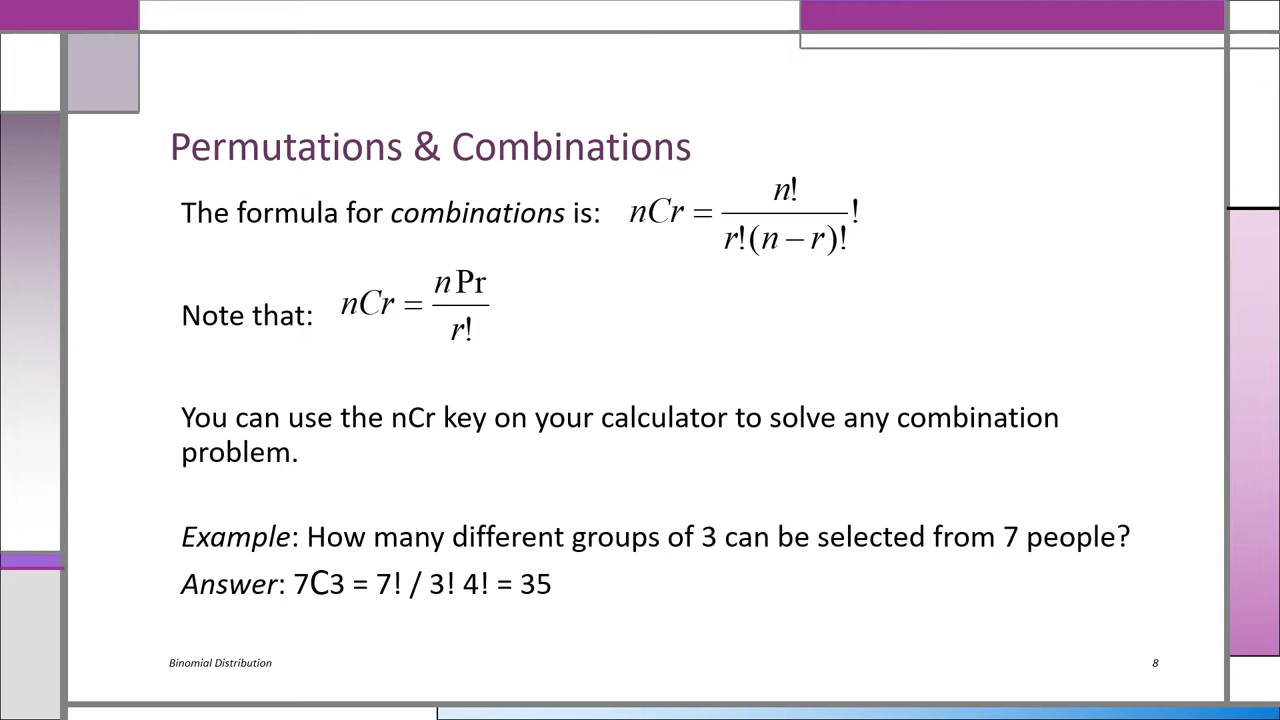 Permutations & Combinations
The formula for combinations is: nCr = n! / r!(n − r)! !
Note that: nCr = n Pr / r!
You can use the nCr key on your calculator to solve any combination
problem.
Example: How many different groups of 3 can be selected from 7 people?
Answer: 7C3 = 7! / 3! 4! = 35
Binomial Distribution 8